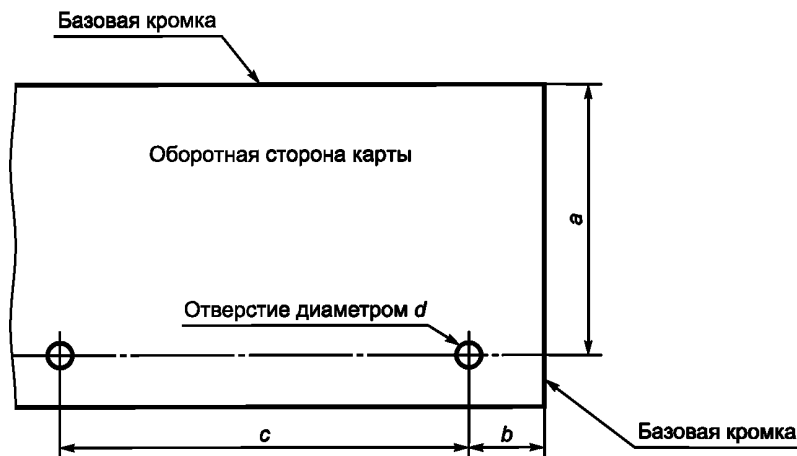 Базовая кромка
Оборотная сторона карты
a
Отверстие диаметром d
c
b
Базовая кромка